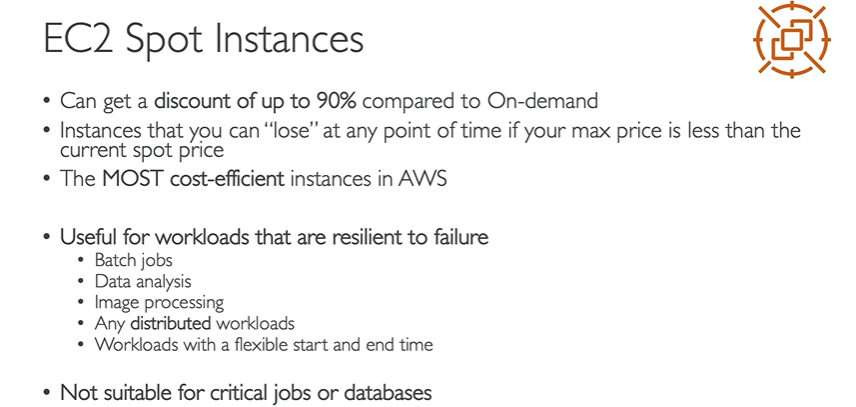 EC2 Spot Instances
• Can get a discount of up to 90% compared to On-demand
• Instances that you can “lose” at any point of time if your max price is less than the
current spot price
• The MOST cost-efficient instances in AWS
• Useful for workloads that are resilient to failure
• Batch jobs
• Data analysis
• Image processing
• Any distributed workloads
• Workloads with a flexible start and end time
• Not suitable for critical jobs or databases